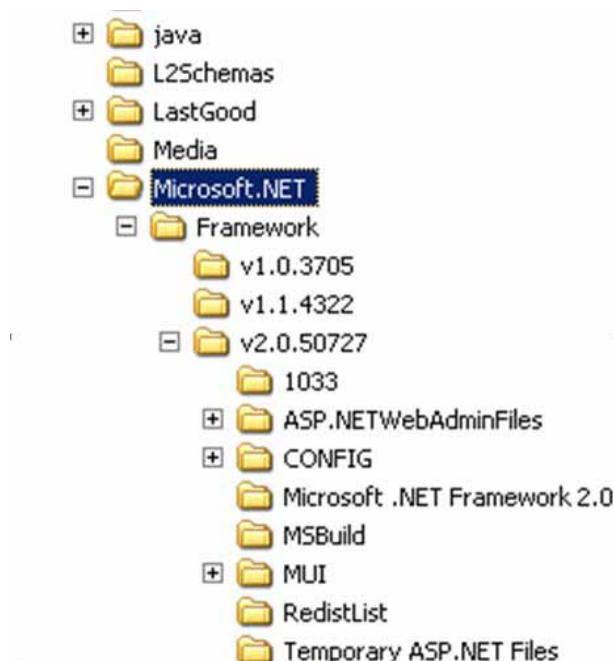 java
L2Schemas
LastGood
Media
Microsoft.NET
Framework
v1.0.3705
v1.1.4322
v2.0.50727
1033
ASP.NETWebAdminFiles
CONFIG
Microsoft .NET Framework 2.0
MSBuild
MUI
RedistList
Temporary ASP.NET Files